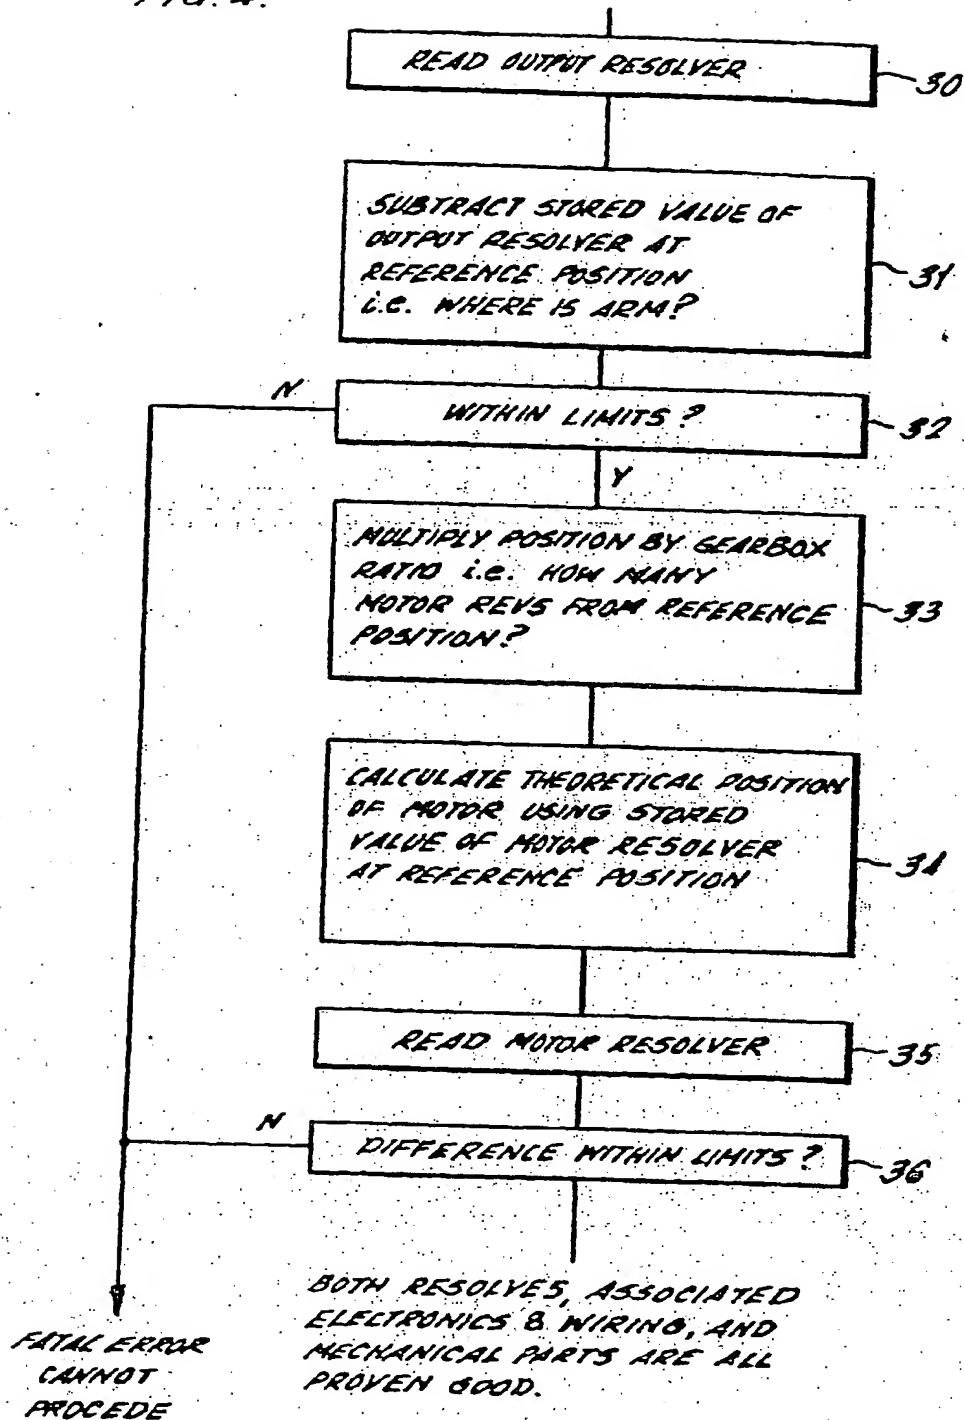 FIG. 4.
READ OUTPUT RESOLVER
30
SUBTRACT STORED VALUE OF
OUTPUT RESOLVER AT
REFERENCE POSITION
i.e. WHERE IS ARM?
31
N
WITHIN LIMITS?
32
Y
MULTIPLY POSITION BY GEARBOX
RATIO i.e. HOW MANY
MOTOR REVS FROM REFERENCE
POSITION?
33
CALCULATE THEORETICAL POSITION
OF MOTOR USING STORED
VALUE OF MOTOR RESOLVER
AT REFERENCE POSITION
34
READ MOTOR RESOLVER
35
N
DIFFERENCE WITHIN LIMITS?
36
BOTH RESOLVES, ASSOCIATED
ELECTRONICS & WIRING, AND
MECHANICAL PARTS ARE ALL
PROVEN GOOD.
FATAL ERROR
CANNOT
PROCEDE